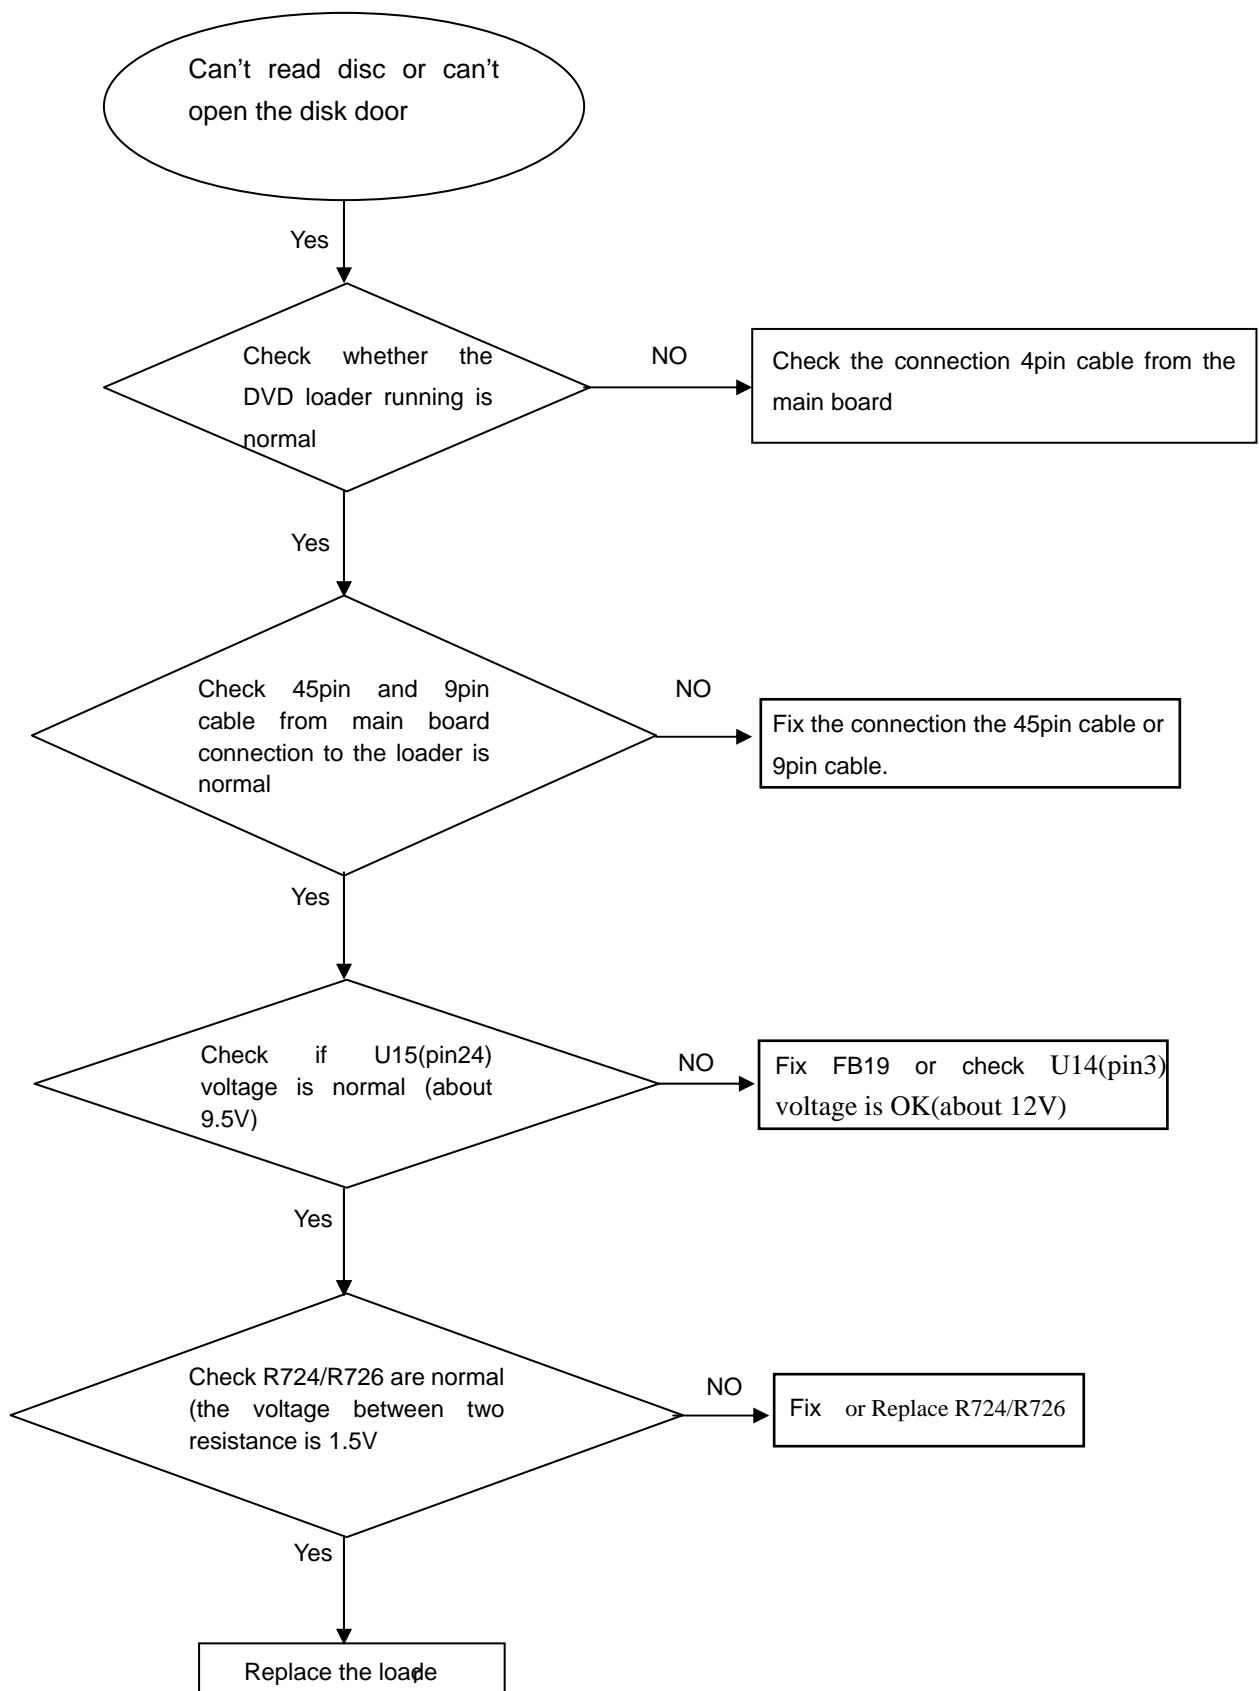 Can't read disc or can't
open the disk door
Yes
Check whether the
DVD loader running is
normal
NO
Check the connection 4pin cable from the
main board
Yes
Check 45pin and 9pin
cable from main board
connection to the loader is
normal
NO
Fix the connection the 45pin cable or
9pin cable.
Yes
Check if U15(pin24)
voltage is normal (about
9.5V)
NO
Fix FB19 or check U14(pin3)
voltage is OK(about 12V)
Yes
Check R724/R726 are normal
(the voltage between two
resistance is 1.5V
NO
Fix or Replace R724/R726
Yes
Replace the loader